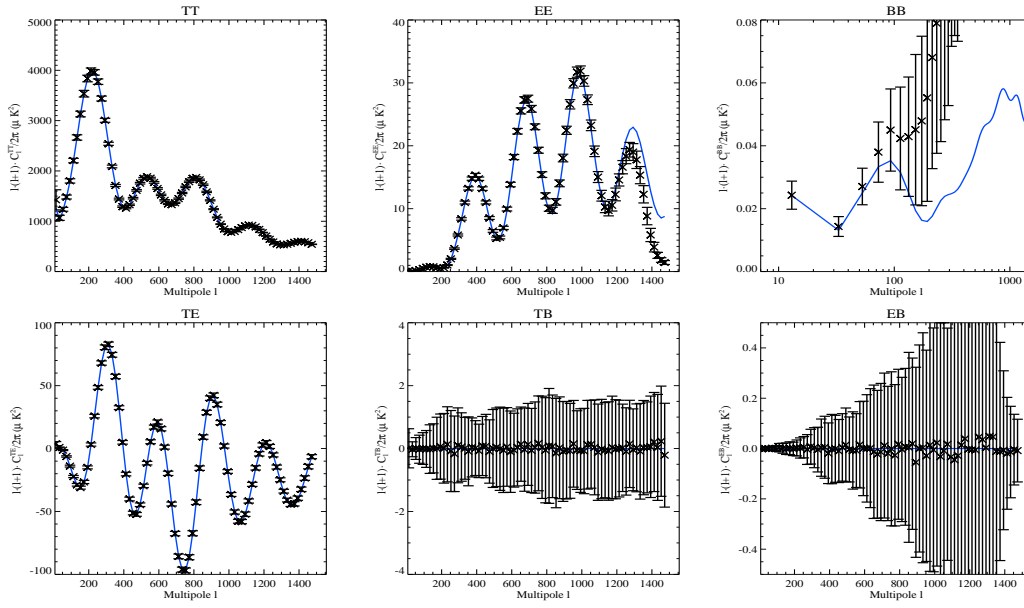 TT
EE
BB
5000
4000
3000
2000
1000
0
l·(l+1)· C_l^TT/2π (μ K²)
200 400 600 800 1000 1200 1400
Multipole l
40
30
20
10
0
l·(l+1)· C_l^EE/2π (μ K²)
200 400 600 800 1000 1200 1400
Multipole l
0.08
0.06
0.04
0.02
0.00
l·(l+1)· C_l^BB/2π (μ K²)
10 100 1000
Multipole l
TE
TB
EB
100
50
0
-50
-100
l·(l+1)· C_l^TE/2π (μ K²)
200 400 600 800 1000 1200 1400
Multipole l
4
2
0
-2
-4
l·(l+1)· C_l^TB/2π (μ K²)
200 400 600 800 1000 1200 1400
Multipole l
0.4
0.2
0.0
-0.2
-0.4
l·(l+1)· C_l^EB/2π (μ K²)
200 400 600 800 1000 1200 1400
Multipole l